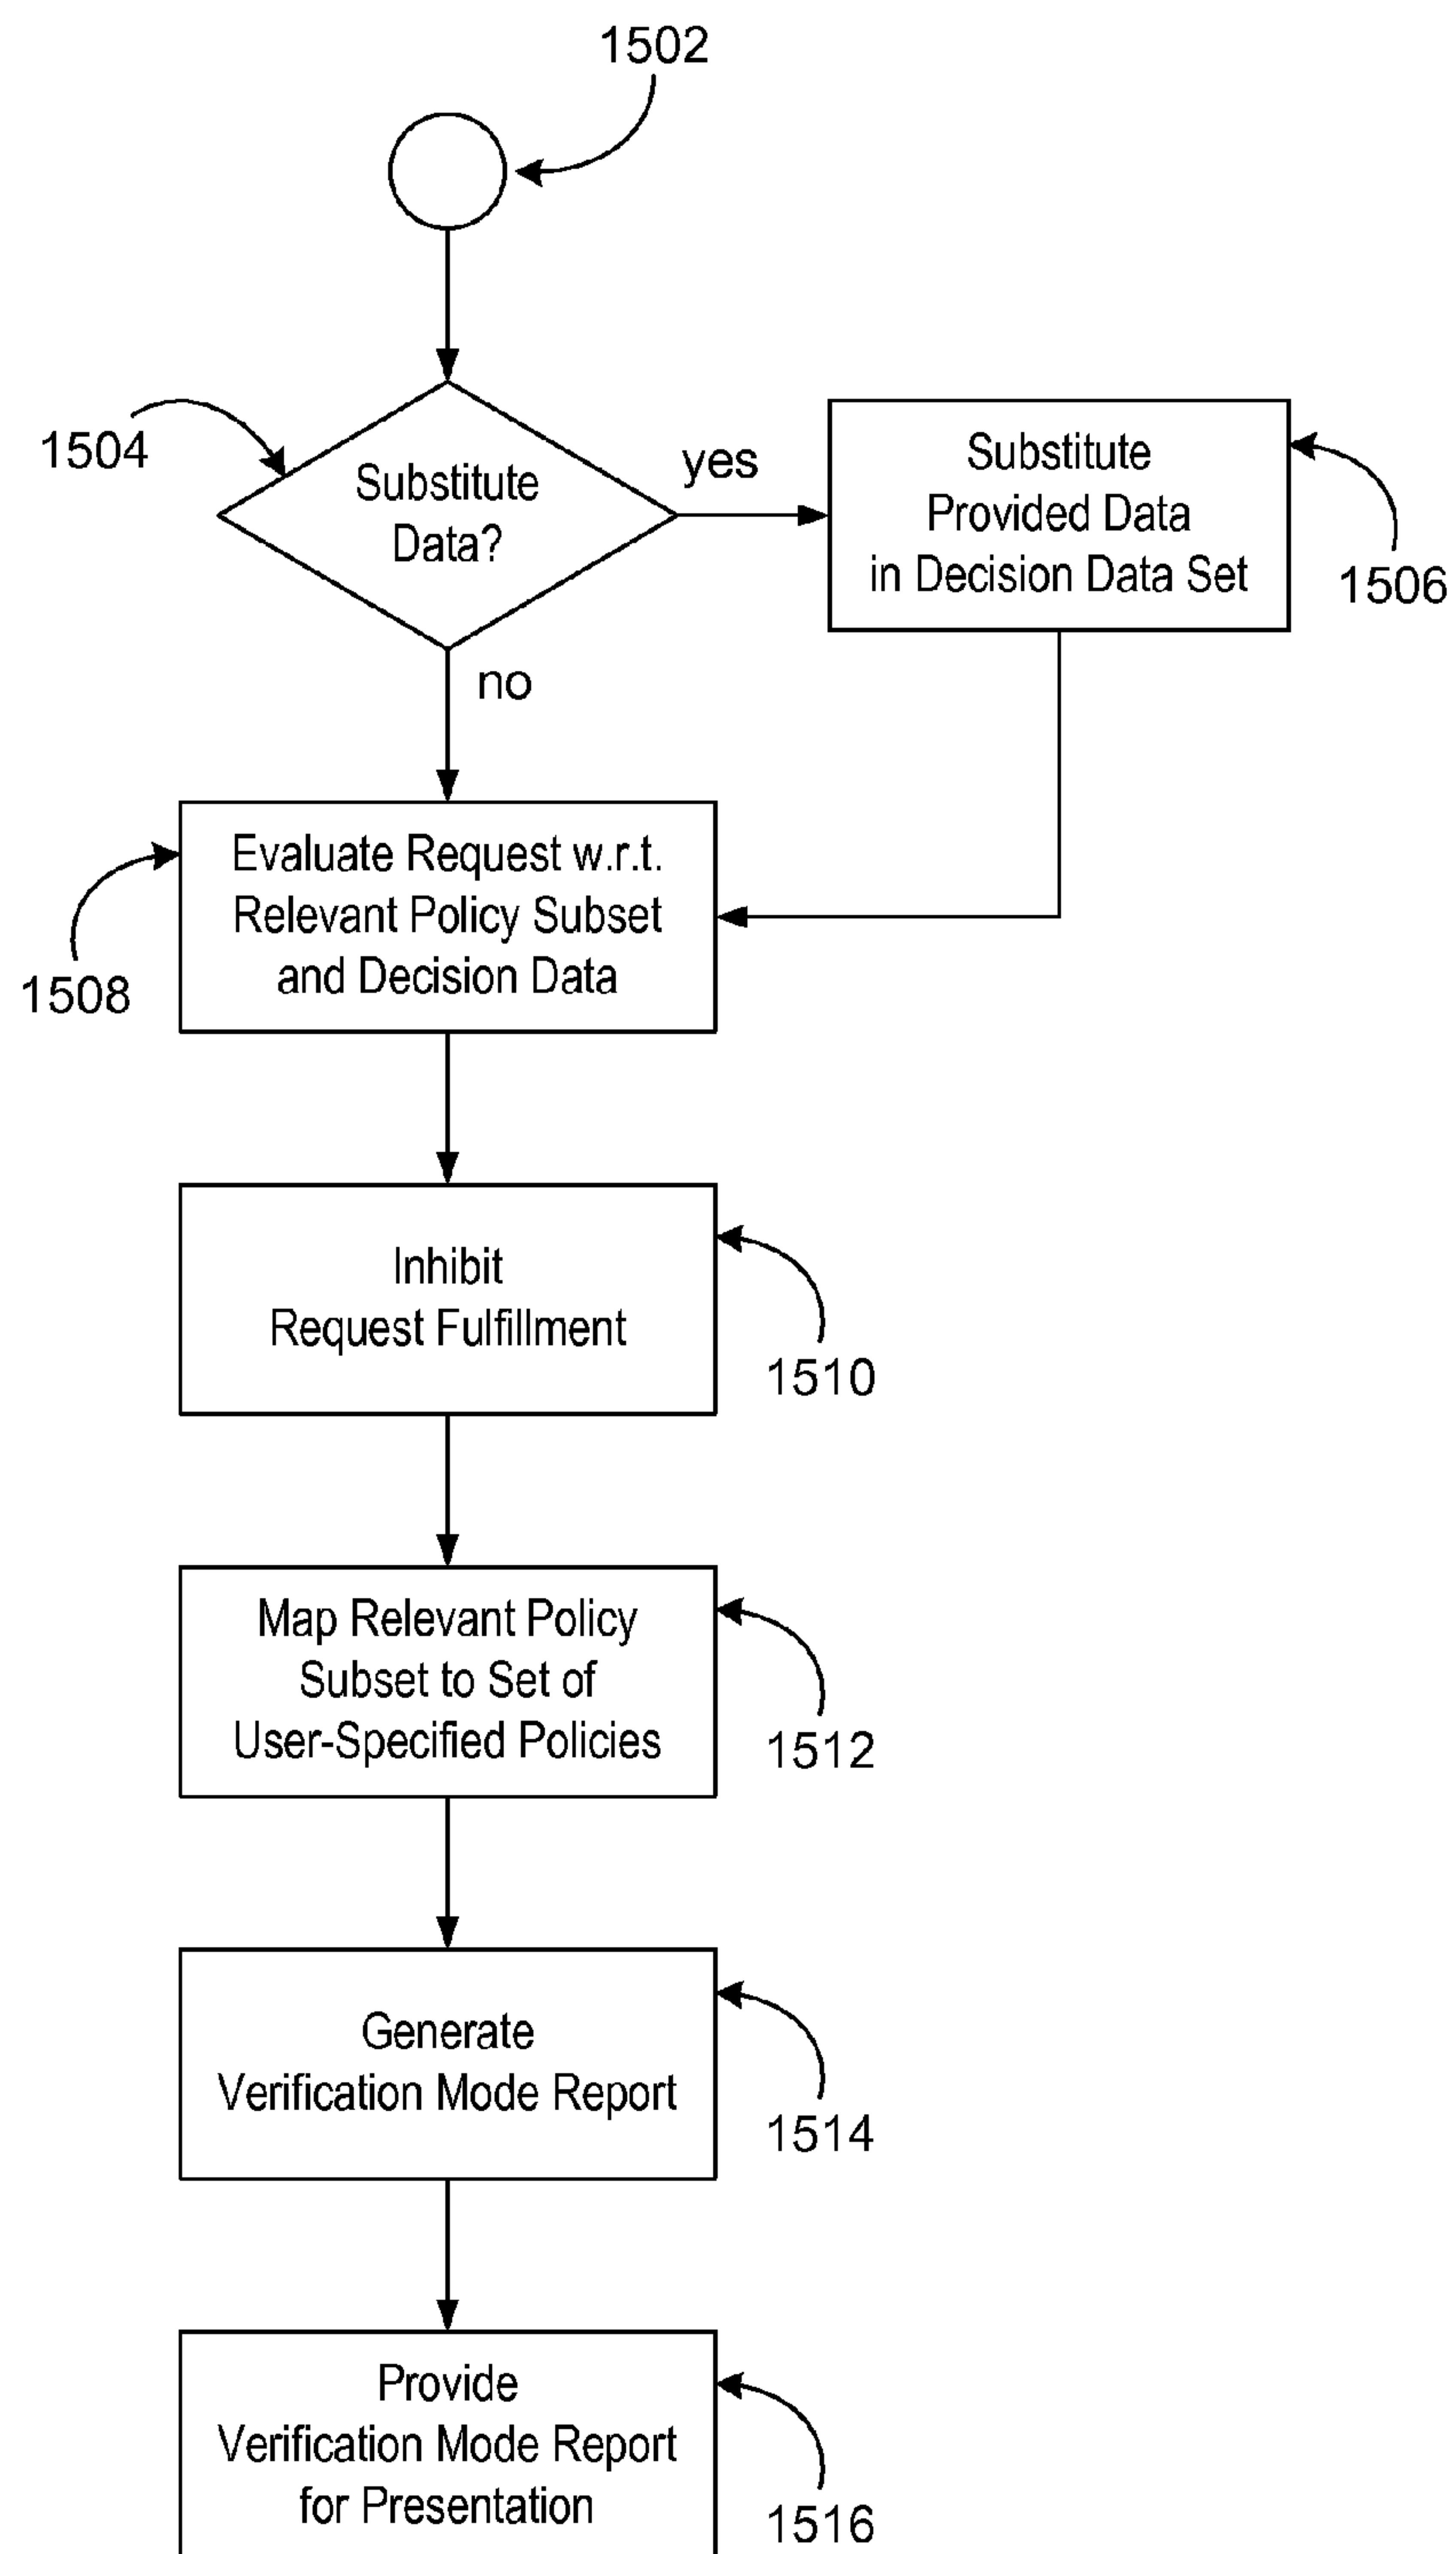 1502
1504
Substitute
Data?
yes
Substitute
Provided Data
in Decision Data Set
1506
no
Evaluate Request w.r.t.
Relevant Policy Subset
and Decision Data
1508
Inhibit
Request Fulfillment
1510
Map Relevant Policy
Subset to Set of
User-Specified Policies
1512
Generate
Verification Mode Report
1514
Provide
Verification Mode Report
for Presentation
1516